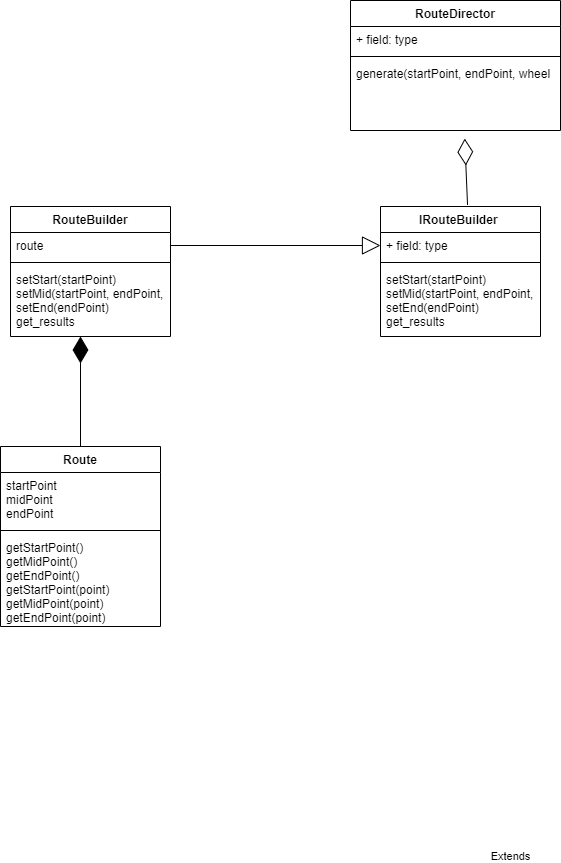 RouteDirector
+ field: type
generate(startPoint, endPoint, wheel
RouteBuilder
route
setStart(startPoint)
setMid(startPoint, endPoint,
setEnd(endPoint)
get_results
IRouteBuilder
+ field: type
setStart(startPoint)
setMid(startPoint, endPoint,
setEnd(endPoint)
get_results
Route
startPoint
midPoint
endPoint
getStartPoint()
getMidPoint()
getEndPoint()
getStartPoint(point)
getMidPoint(point)
getEndPoint(point)
Extends